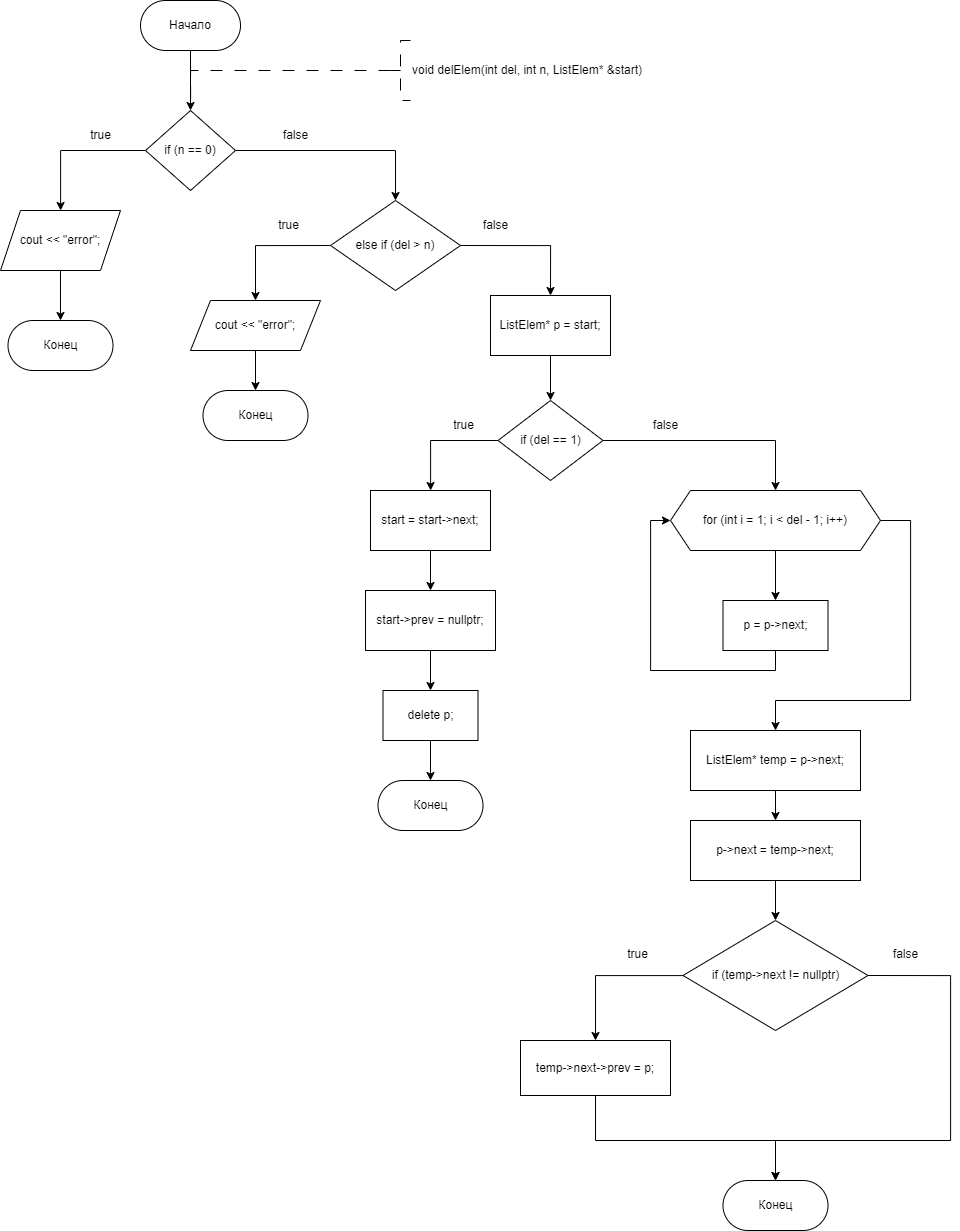 Начало
void delElem(int del, int n, ListElem* &start)
true
if (n == 0)
false
cout << "error";
Конец
true
else if (del > n)
false
cout << "error";
Конец
ListElem* p = start;
true
if (del == 1)
false
start = start->next;
start->prev = nullptr;
delete p;
Конец
for (int i = 1; i < del - 1; i++)
p = p->next;
ListElem* temp = p->next;
p->next = temp->next;
true
if (temp->next != nullptr)
false
temp->next->prev = p;
Конец